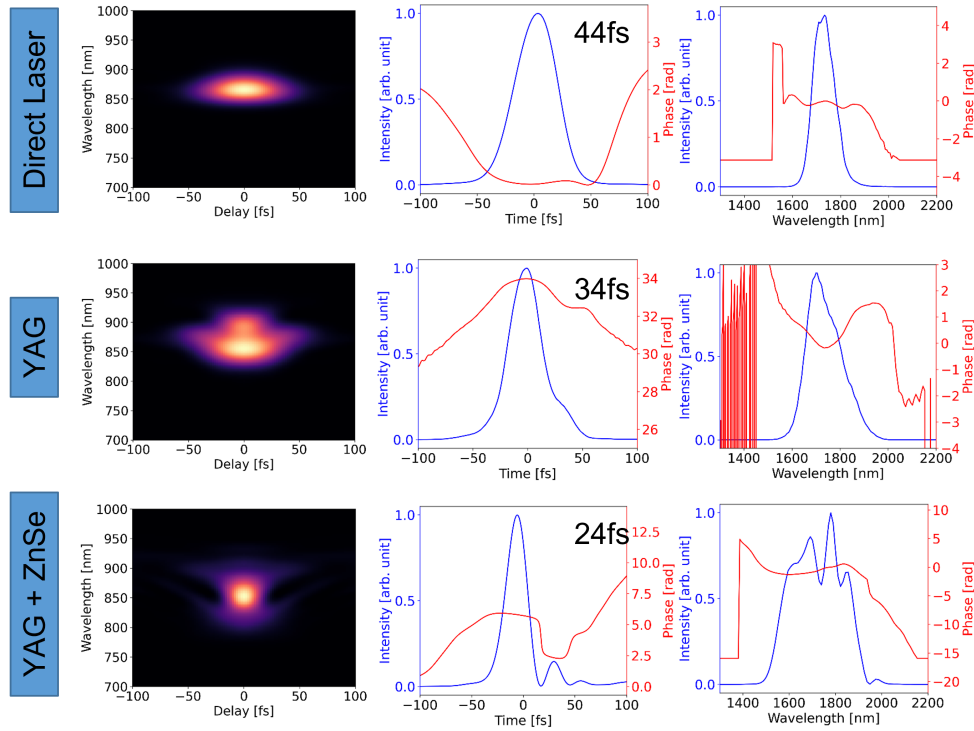 Direct Laser
Wavelength [nm]
1000
950
900
850
800
750
700
−100 −50 0 50 100
Delay [fs]
44fs
Intensity [arb. unit]
1.0
0.5
0.0
Phase [rad]
3
2
1
0
−100 −50 0 50 100
Time [fs]
Intensity [arb. unit]
1.0
0.5
0.0
Phase [rad]
4
2
0
−2
−4
1400 1600 1800 2000 2200
Wavelength [nm]
YAG
Wavelength [nm]
1000
950
900
850
800
750
700
−100 −50 0 50 100
Delay [fs]
34fs
Intensity [arb. unit]
1.0
0.5
0.0
Phase [rad]
34
32
30
28
26
−100 −50 0 50 100
Time [fs]
Intensity [arb. unit]
1.0
0.5
0.0
Phase [rad]
3
2
1
0
−1
−2
−3
−4
1400 1600 1800 2000 2200
Wavelength [nm]
YAG + ZnSe
Wavelength [nm]
1000
950
900
850
800
750
700
−100 −50 0 50 100
Delay [fs]
24fs
Intensity [arb. unit]
1.0
0.5
0.0
Phase [rad]
12.5
10.0
7.5
5.0
2.5
0.0
−100 −50 0 50 100
Time [fs]
Intensity [arb. unit]
1.0
0.5
0.0
Phase [rad]
10
5
0
−5
−10
−15
−20
1400 1600 1800 2000 2200
Wavelength [nm]